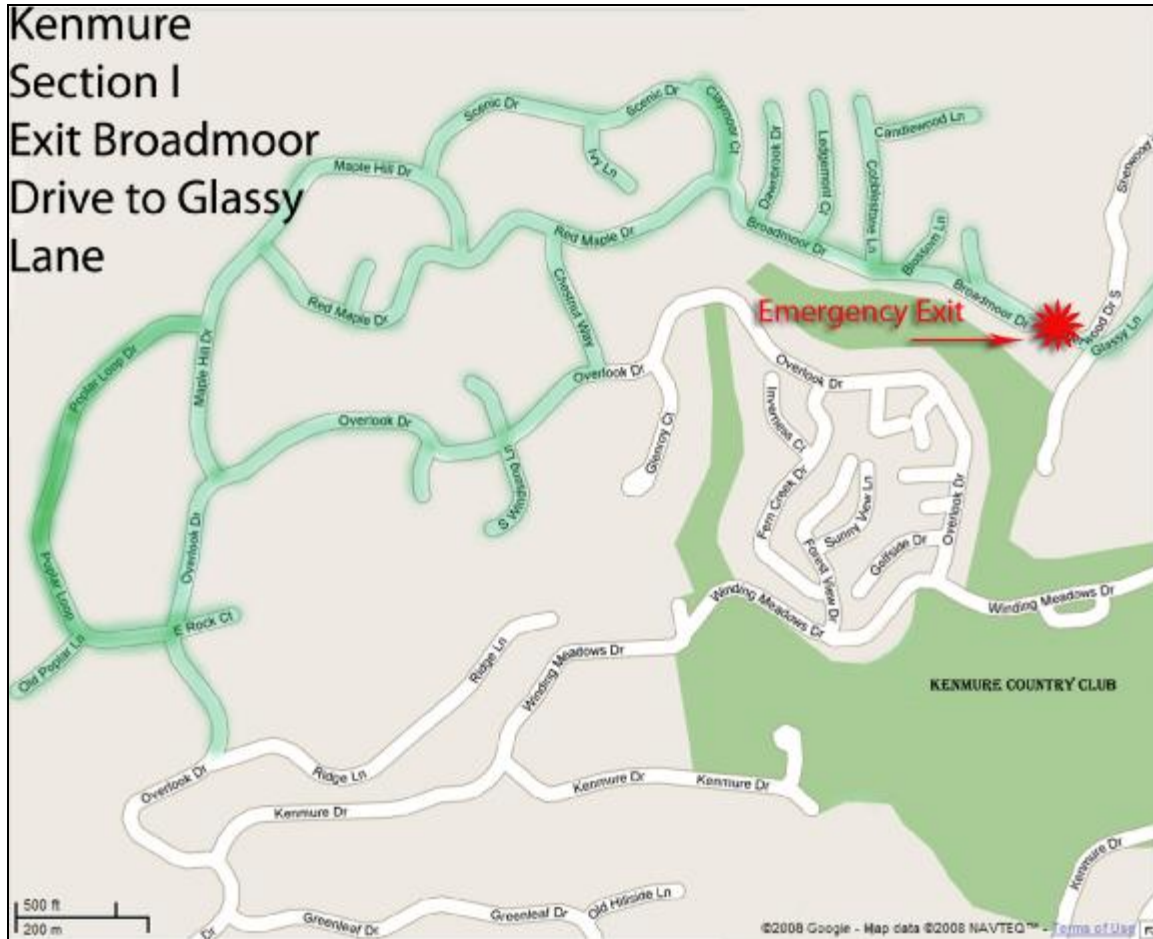 Kenmure
Section I
Exit Broadmoor
Drive to Glassy
Lane
Scenic Dr
Scenic Dr
Claymoor Ct
Ivy Ln
Dawnbrook Dr
Ledgemont Ct
Candlewood Ln
Cobblestone Ln
Blossom Ln
Maple Hill Dr
Red Maple Dr
Broadmoor Dr
Broadmoor Dr
Emergency Exit
Glassy Ln
Red Maple Dr
Chestnut Way
Maple Hill Dr
Poplar Loop Dr
Overlook Dr
Overlook Dr
Overlook Dr
Inverness Ct
Glenroy Ct
S Winding Ln
Fern Creek Dr
Sunny View Ln
Forest View Dr
Golfside Dr
Overlook Dr
Overlook Dr
Poplar Loop
E Rock Ct
Old Poplar Ln
Ridge Ln
Winding Meadows Dr
Winding Meadows Dr
Winding Meadows Dr
KENMURE COUNTRY CLUB
Overlook Dr
Ridge Ln
Kenmure Dr
Kenmure Dr
Kenmure Dr
Kenmure Dr
Old Hillside Ln
Greenleaf Dr
Greenleaf Dr
Dr
500 ft
200 m
©2008 Google - Map data ©2008 NAVTEQ™ - Terms of Use